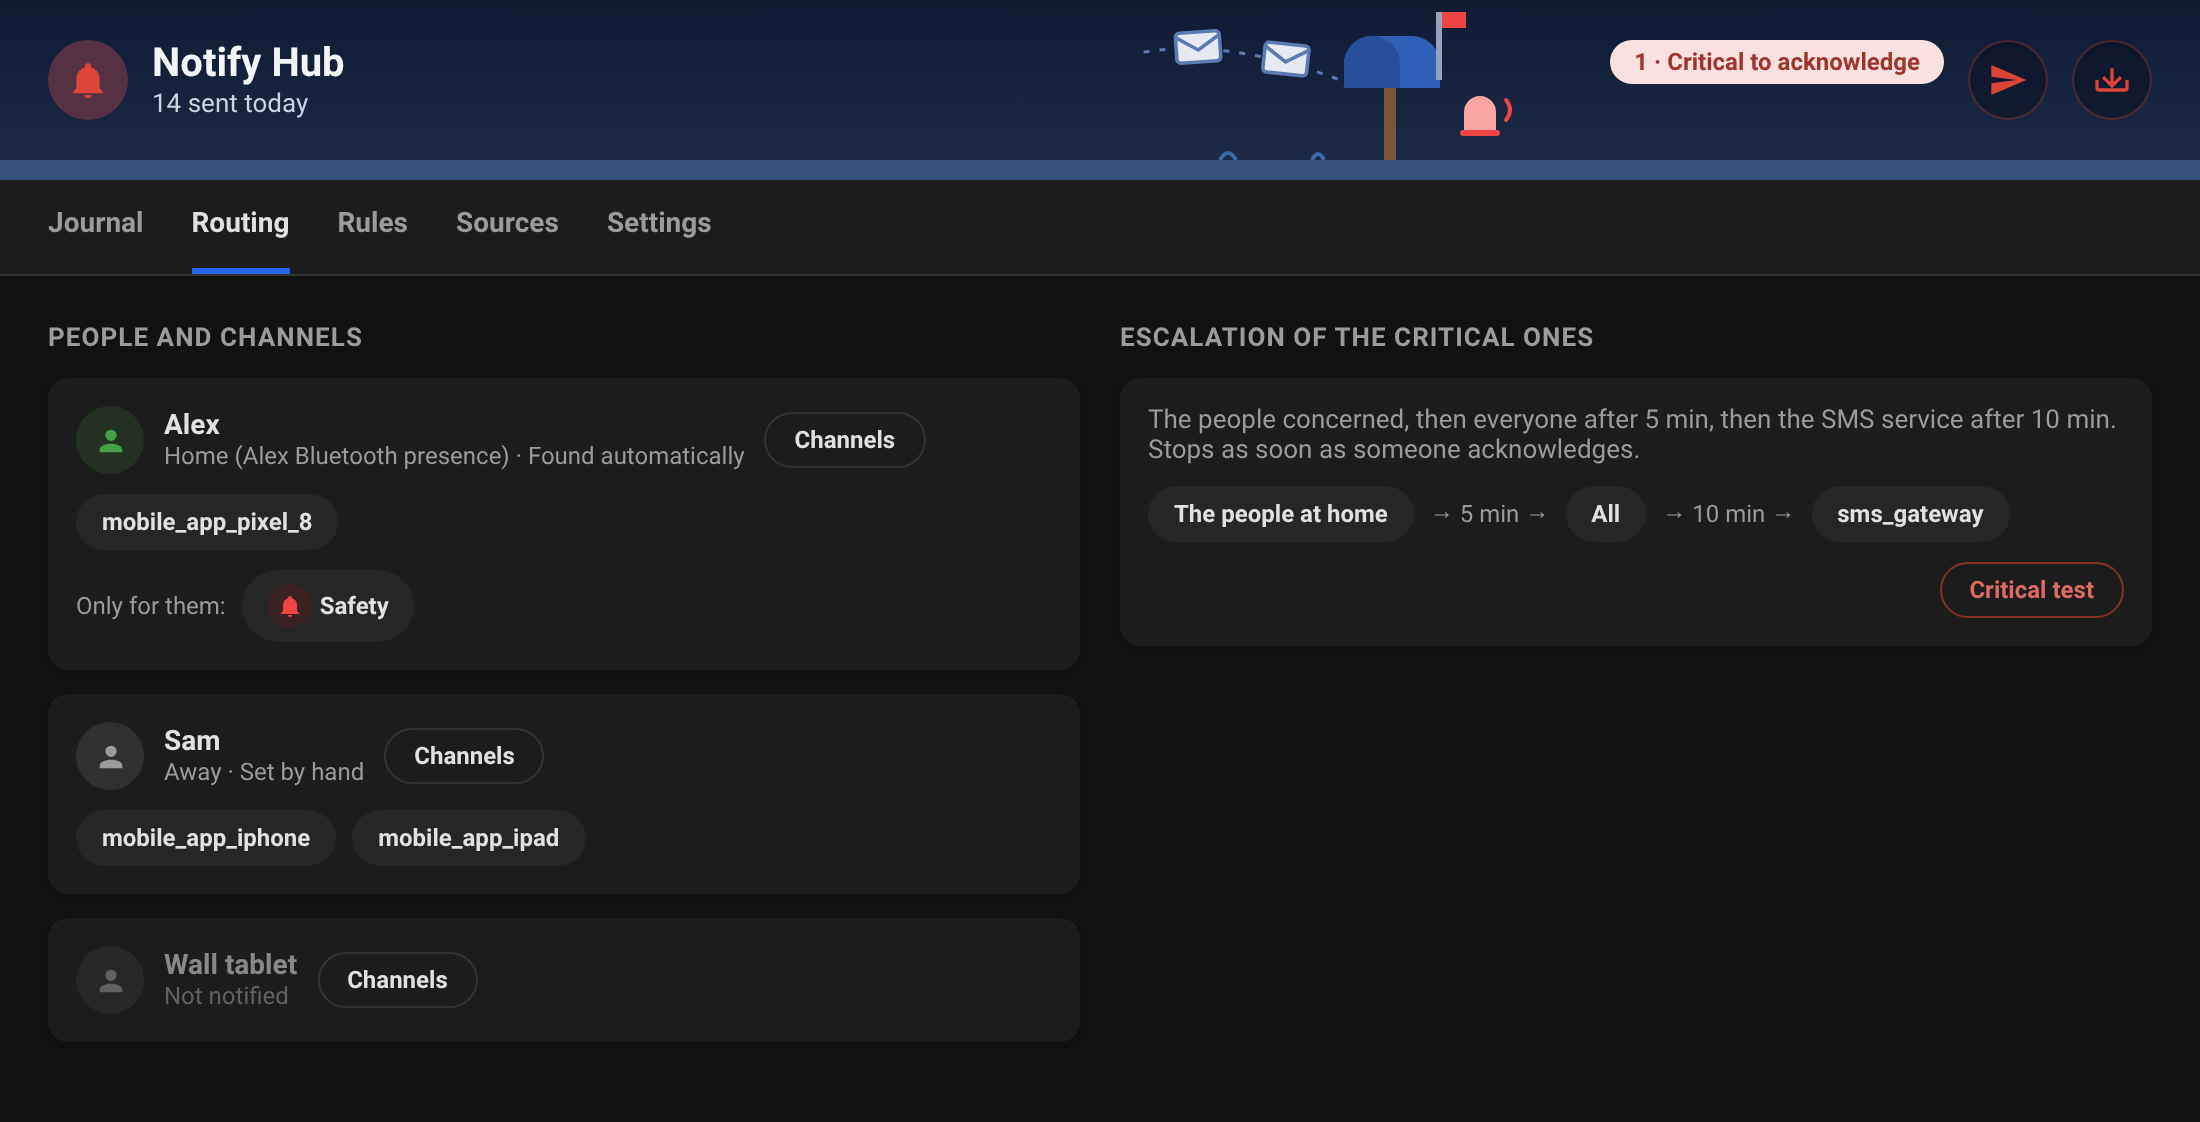 Notify Hub
14 sent today
1 · Critical to acknowledge
Journal
Routing
Rules
Sources
Settings
PEOPLE AND CHANNELS
Alex
Home (Alex Bluetooth presence) · Found automatically
Channels
mobile_app_pixel_8
Only for them:
Safety
Sam
Away · Set by hand
Channels
mobile_app_iphone
mobile_app_ipad
Wall tablet
Not notified
Channels
ESCALATION OF THE CRITICAL ONES
The people concerned, then everyone after 5 min, then the SMS service after 10 min.
Stops as soon as someone acknowledges.
The people at home → 5 min → All → 10 min → sms_gateway
Critical test